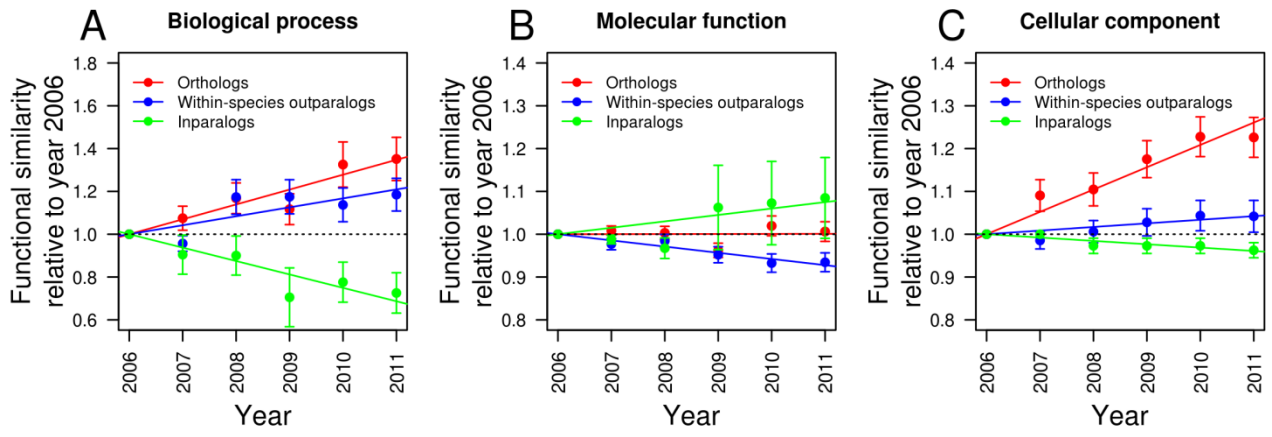 A Biological process
Functional similarity
relative to year 2006
1.8
1.6
1.4
1.2
1.0
0.8
0.6
Orthologs
Within-species outparalogs
Inparalogs
2006
2007
2008
2009
2010
2011
Year
B Molecular function
Functional similarity
relative to year 2006
1.4
1.3
1.2
1.1
1.0
0.9
0.8
Orthologs
Within-species outparalogs
Inparalogs
2006
2007
2008
2009
2010
2011
Year
C Cellular component
Functional similarity
relative to year 2006
1.4
1.3
1.2
1.1
1.0
0.9
0.8
Orthologs
Within-species outparalogs
Inparalogs
2006
2007
2008
2009
2010
2011
Year